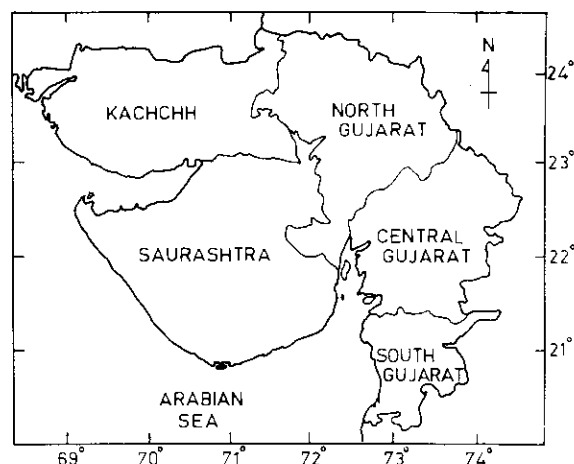 N
24°
KACHCHH
NORTH
GUJARAT
23°
CENTRAL
GUJARAT
SAURASHTRA
22°
SOUTH
GUJARAT
21°
ARABIAN
SEA
69° 70° 71° 72° 73° 74°